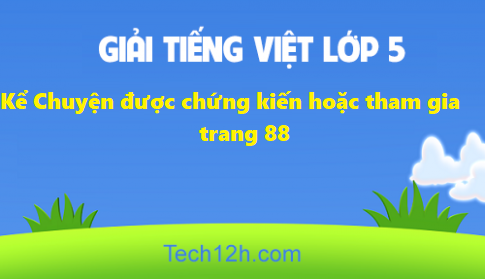 GIẢI TIẾNG VIỆT LỚP 5
Kể Chuyện được chứng kiến hoặc tham gia
trang 88
Tech12h.com